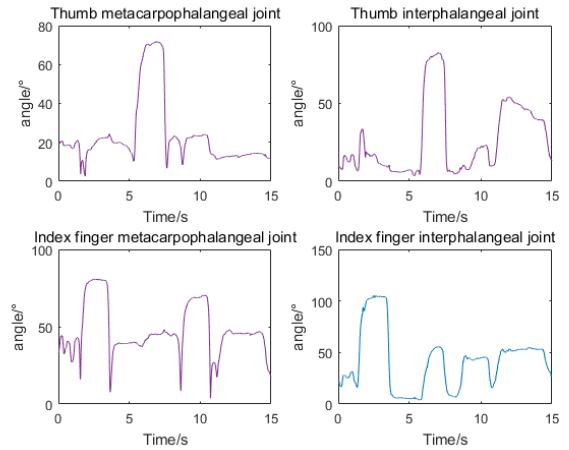 Thumb metacarpophalangeal joint
80
60
40
20
0
angle/°
0 5 10 15
Time/s
Thumb interphalangeal joint
100
50
0
angle/°
0 5 10 15
Time/s
Index finger metacarpophalangeal joint
100
50
0
angle/°
0 5 10 15
Time/s
Index finger interphalangeal joint
150
100
50
0
angle/°
0 5 10 15
Time/s